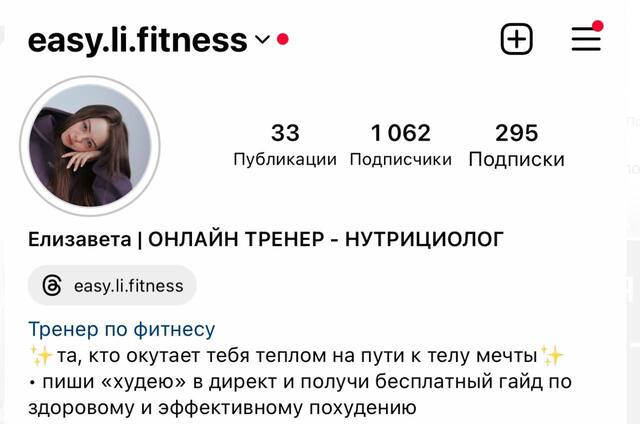 easy.li.fitness
33 1 062 295
Публикации Подписчики Подписки
Елизавета | ОНЛАЙН ТРЕНЕР - НУТРИЦИОЛОГ
easy.li.fitness
Тренер по фитнесу
✨та, кто окутает тебя теплом на пути к телу мечты✨
• пиши «худею» в директ и получи бесплатный гайд по
здоровому и эффективному похудению